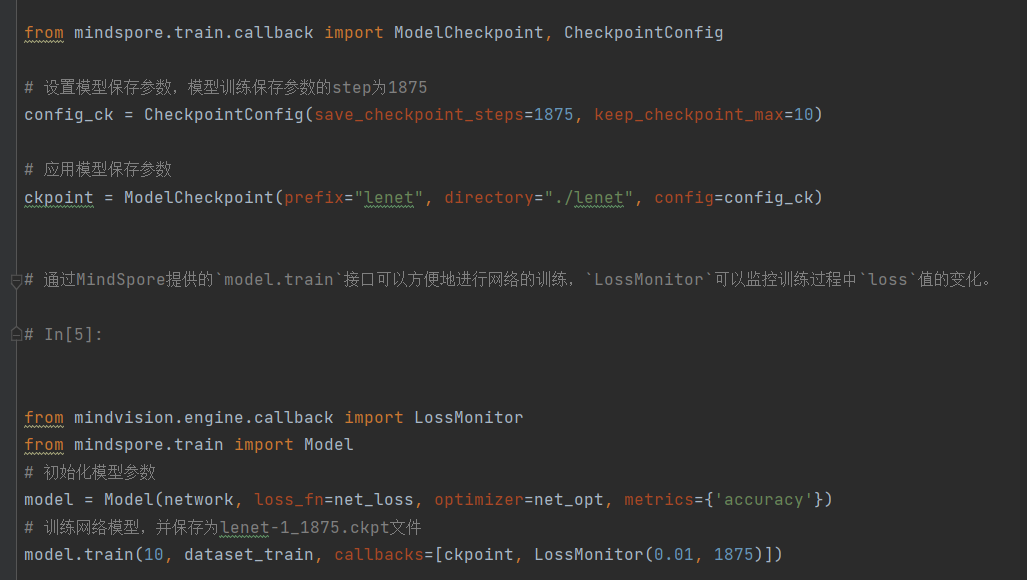 from mindspore.train.callback import ModelCheckpoint, CheckpointConfig
# 设置模型保存参数，模型训练保存参数的step为1875
config_ck = CheckpointConfig(save_checkpoint_steps=1875, keep_checkpoint_max=10)
# 应用模型保存参数
ckpoint = ModelCheckpoint(prefix="lenet", directory="./lenet", config=config_ck)
# 通过MindSpore提供的`model.train`接口可以方便地进行网络的训练，`LossMonitor`可以监控训练过程中`loss`值的变化。
# In[5]:
from mindvision.engine.callback import LossMonitor
from mindspore.train import Model
# 初始化模型参数
model = Model(network, loss_fn=net_loss, optimizer=net_opt, metrics={'accuracy'})
# 训练网络模型，并保存为lenet-1_1875.ckpt文件
model.train(10, dataset_train, callbacks=[ckpoint, LossMonitor(0.01, 1875)])